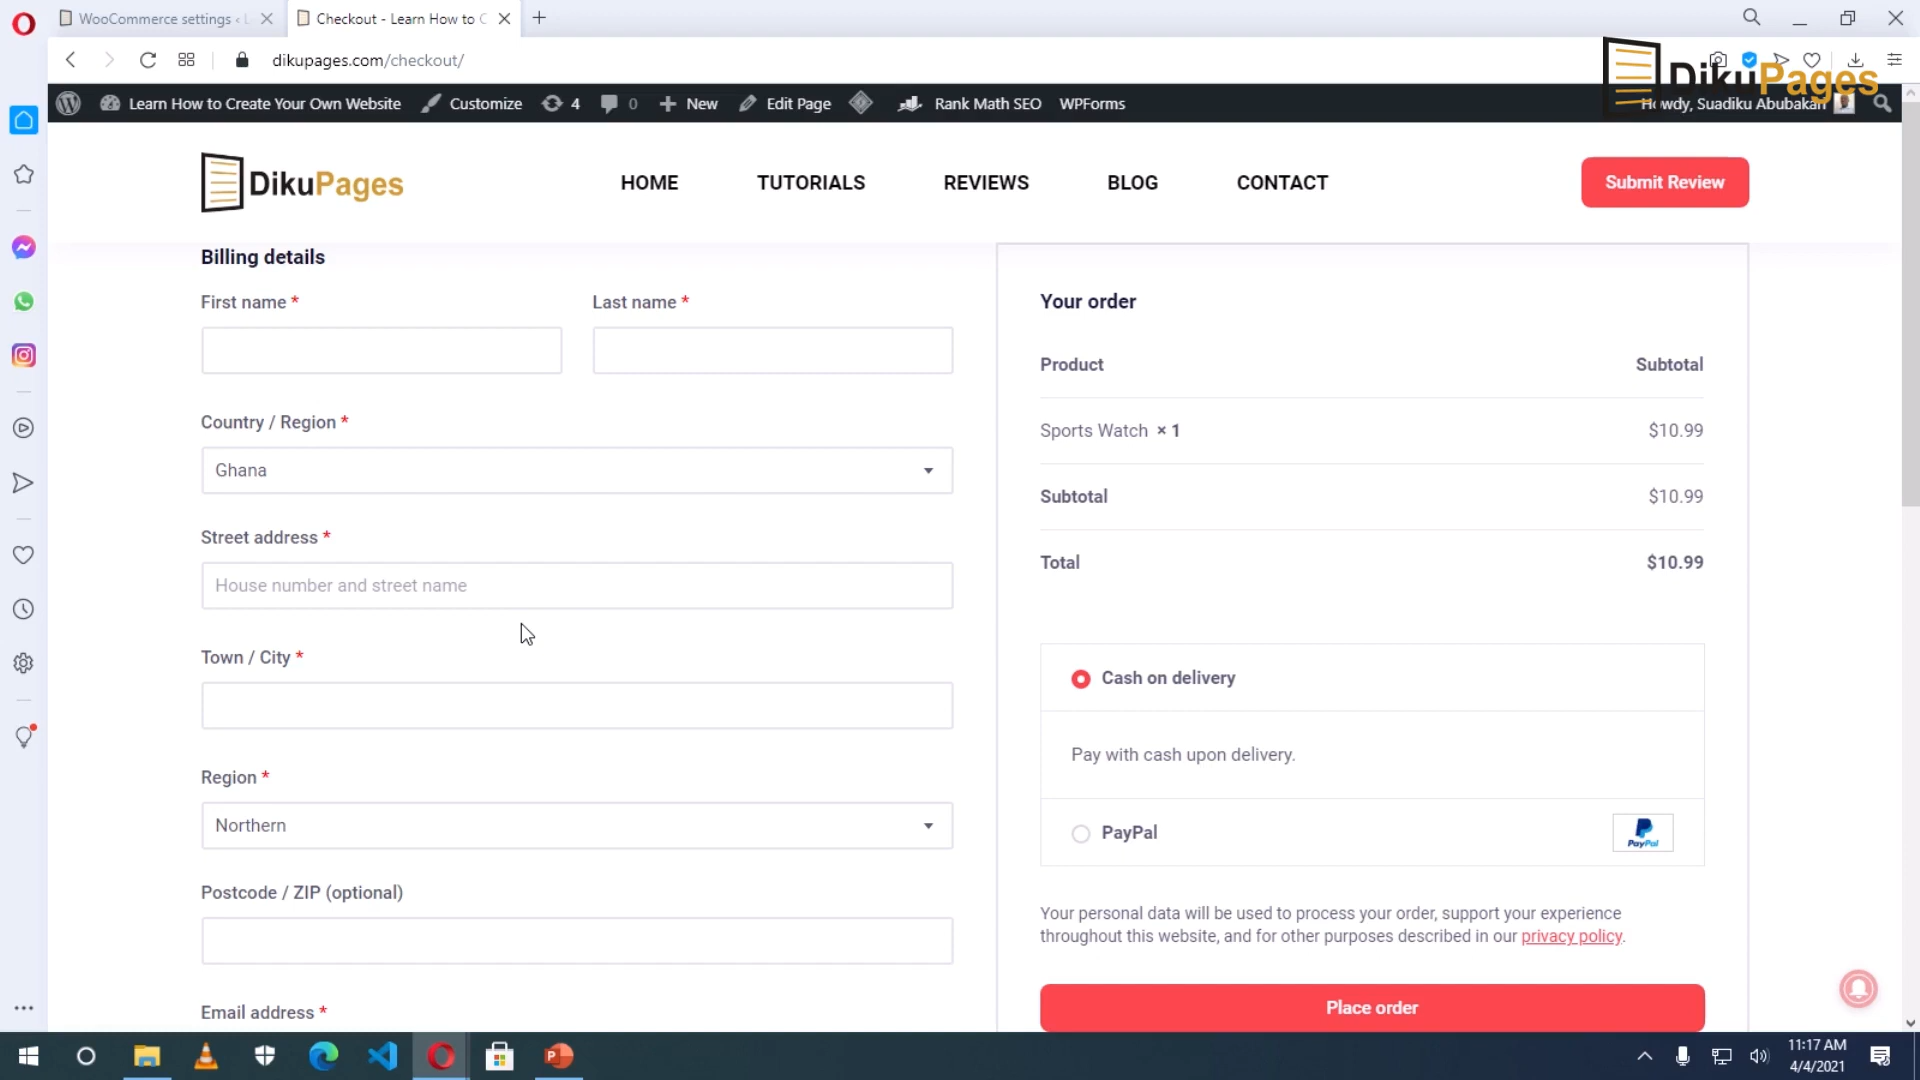 WooCommerce settings ‹ L
Checkout - Learn How to C
dikupages.com/checkout/
DikuPages
Learn How to Create Your Own Website
Customize
4
0
New
Edit Page
Rank Math SEO
WPForms
Howdy, Suadiku Abubakari
DikuPages
HOME
TUTORIALS
REVIEWS
BLOG
CONTACT
Submit Review
Billing details
First name *
Last name *
Country / Region *
Ghana
Street address *
House number and street name
Town / City *
Region *
Northern
Postcode / ZIP (optional)
Email address *
Your order
Product Subtotal
Sports Watch × 1 $10.99
Subtotal $10.99
Total $10.99
Cash on delivery
Pay with cash upon delivery.
PayPal
PayPal
Your personal data will be used to process your order, support your experience
throughout this website, and for other purposes described in our privacy policy.
Place order
11:17 AM
4/4/2021